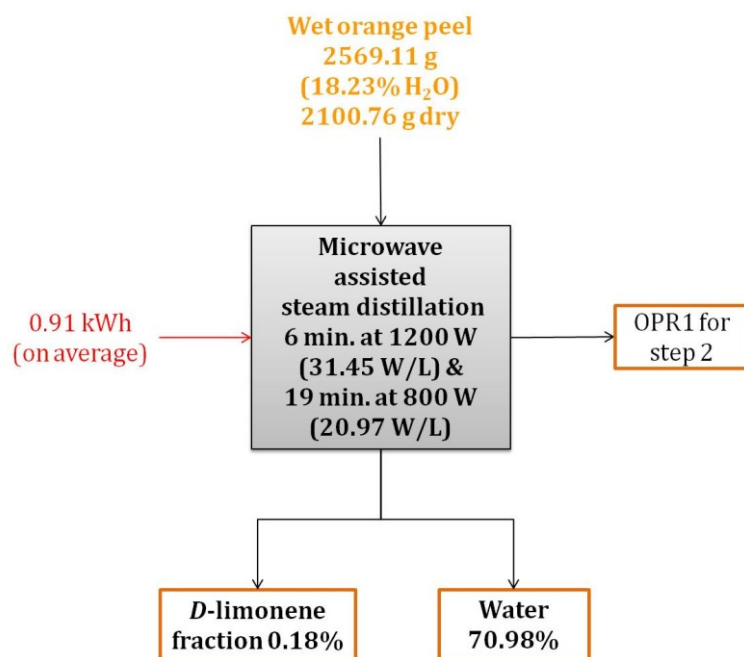 Wet orange peel
2569.11 g
(18.23% H₂O)
2100.76 g dry
Microwave
assisted
steam distillation
6 min. at 1200 W
(31.45 W/L) &
19 min. at 800 W
(20.97 W/L)
0.91 kWh
(on average)
OPR1 for
step 2
D-limonene
fraction 0.18%
Water
70.98%